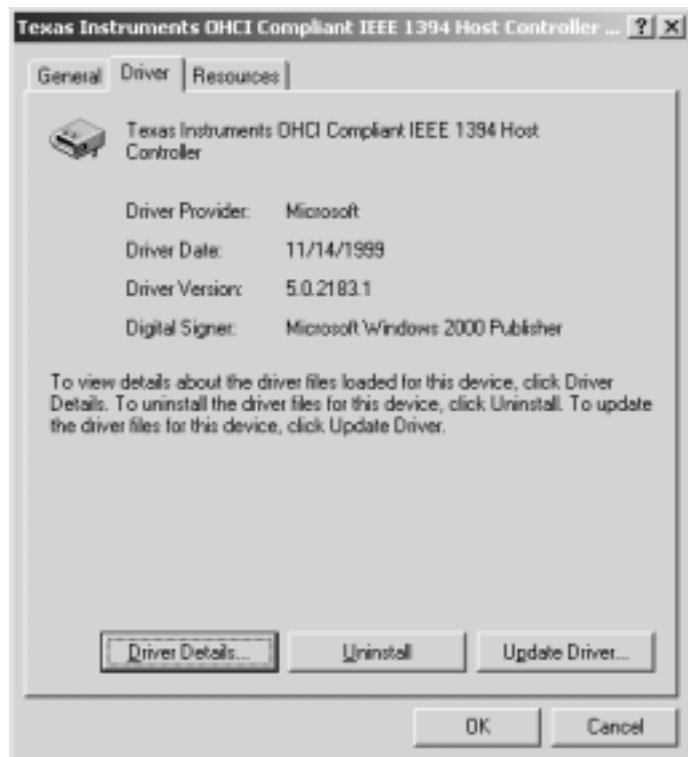 Texas Instruments OHCI Compliant IEEE 1394 Host Controller ... ? X
General Driver Resources
Texas Instruments OHCI Compliant IEEE 1394 Host
Controller
Driver Provider: Microsoft
Driver Date: 11/14/1999
Driver Version: 5.0.2183.1
Digital Signer: Microsoft Windows 2000 Publisher
To view details about the driver files loaded for this device, click Driver
Details. To uninstall the driver files for this device, click Uninstall. To update
the driver files for this device, click Update Driver.
Driver Details... Uninstall Update Driver...
OK Cancel